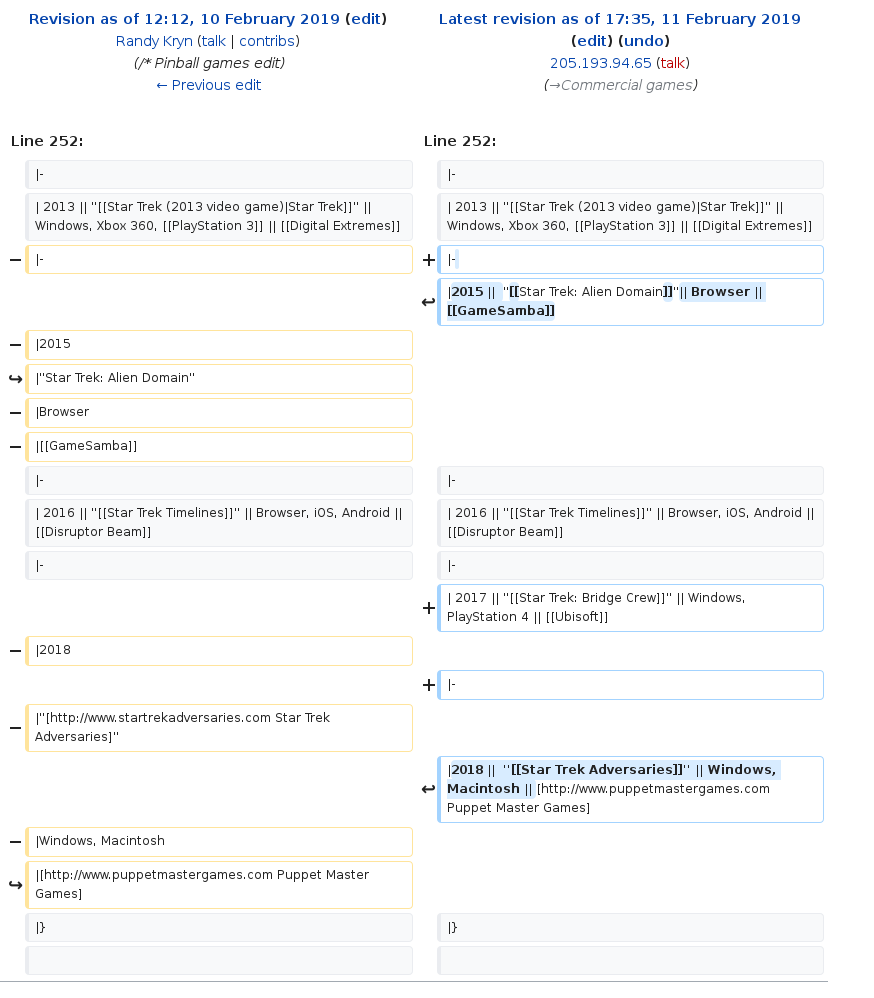 Revision as of 12:12, 10 February 2019 (edit)
Randy Kryn (talk | contribs)
(/* Pinball games edit)
← Previous edit
Latest revision as of 17:35, 11 February 2019
(edit) (undo)
205.193.94.65 (talk)
(→Commercial games)
Line 252:
Line 252:
|-
|-
| 2013 || ''[[Star Trek (2013 video game)|Star Trek]]'' ||
Windows, Xbox 360, [[PlayStation 3]] || [[Digital Extremes]]
| 2013 || ''[[Star Trek (2013 video game)|Star Trek]]'' ||
Windows, Xbox 360, [[PlayStation 3]] || [[Digital Extremes]]
− |-
+ |-
↩ |2015 || ''[[Star Trek: Alien Domain]]''|| Browser ||
[[GameSamba]]
− |2015
↪ |''Star Trek: Alien Domain''
− |Browser
− |[[GameSamba]]
|-
|-
| 2016 || ''[[Star Trek Timelines]]'' || Browser, iOS, Android ||
[[Disruptor Beam]]
| 2016 || ''[[Star Trek Timelines]]'' || Browser, iOS, Android ||
[[Disruptor Beam]]
|-
|-
+ | 2017 || ''[[Star Trek: Bridge Crew]]'' || Windows,
PlayStation 4 || [[Ubisoft]]
− |2018
+ |-
− |''[http://www.startrekadversaries.com Star Trek
Adversaries]''
↩ |2018 || ''[[Star Trek Adversaries]]'' || Windows,
Macintosh || [http://www.puppetmastergames.com
Puppet Master Games]
− |Windows, Macintosh
↪ |[http://www.puppetmastergames.com Puppet Master
Games]
|}
|}